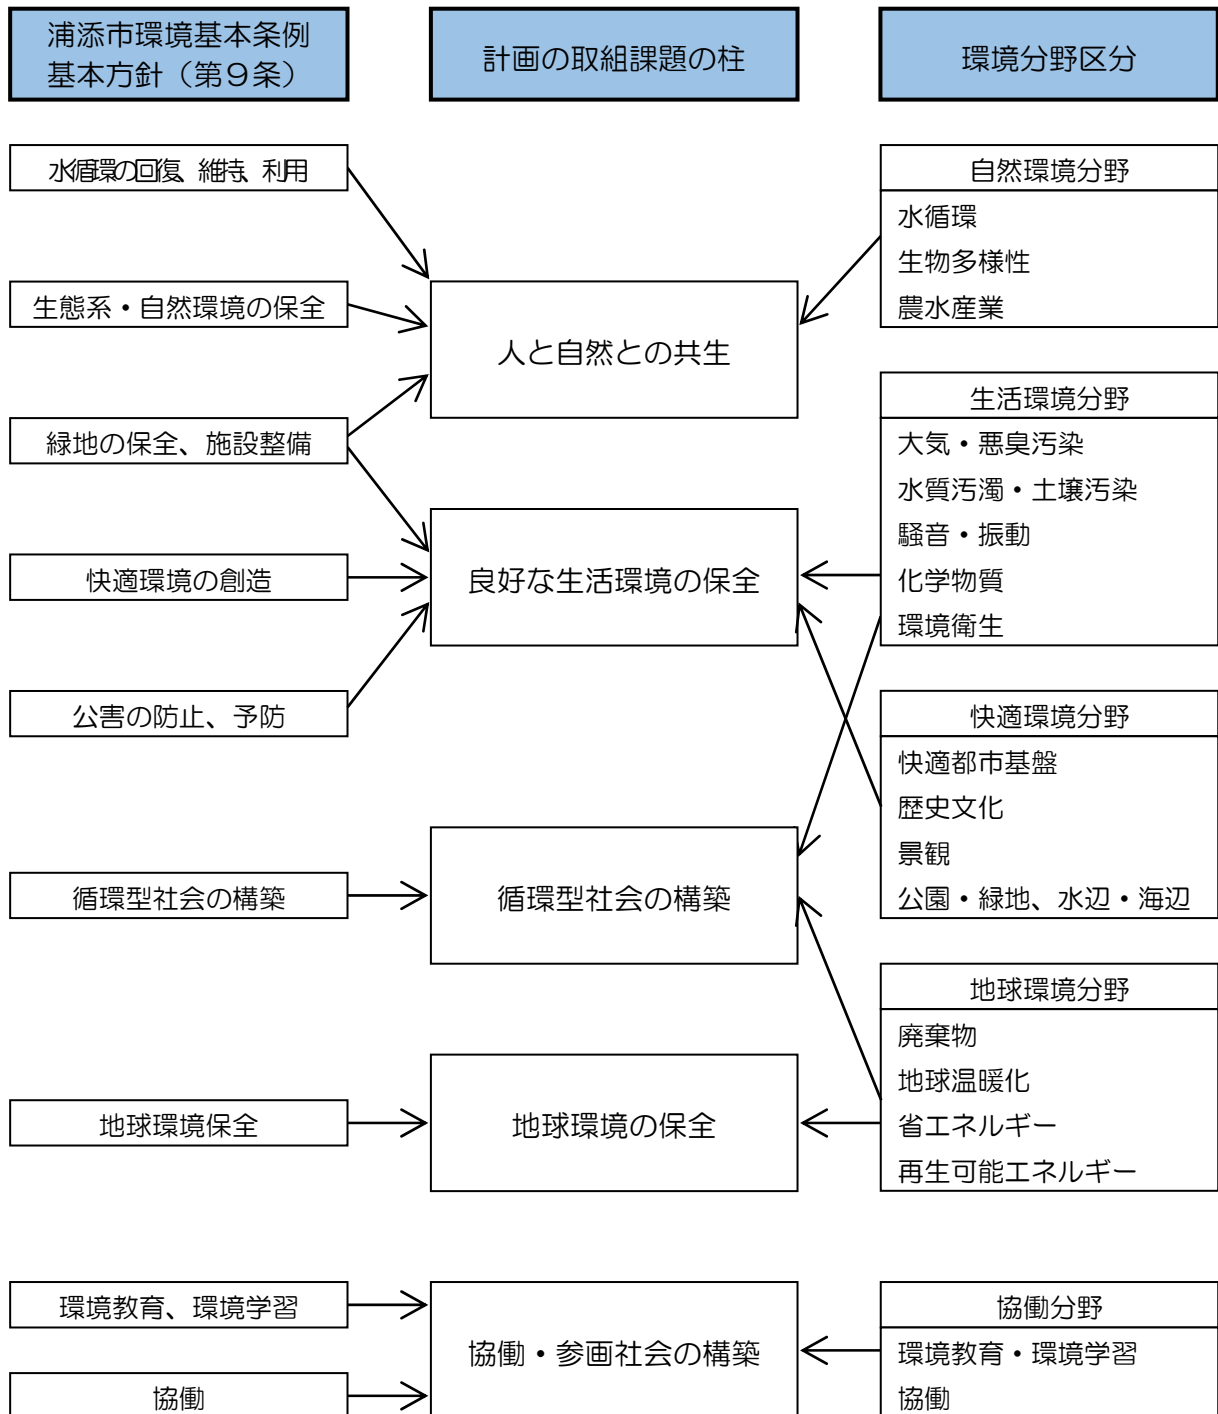 浦添市環境基本条例
基本方針（第９条）
計画の取組課題の柱
環境分野区分
水循環の回復、維持、利用
生態系・自然環境の保全
緑地の保全、施設整備
快適環境の創造
公害の防止、予防
循環型社会の構築
地球環境保全
環境教育、環境学習
協働
人と自然との共生
良好な生活環境の保全
循環型社会の構築
地球環境の保全
協働・参画社会の構築
自然環境分野
水循環
生物多様性
農水産業
生活環境分野
大気・悪臭汚染
水質汚濁・土壌汚染
騒音・振動
化学物質
環境衛生
快適環境分野
快適都市基盤
歴史文化
景観
公園・緑地、水辺・海辺
地球環境分野
廃棄物
地球温暖化
省エネルギー
再生可能エネルギー
協働分野
環境教育・環境学習
協働